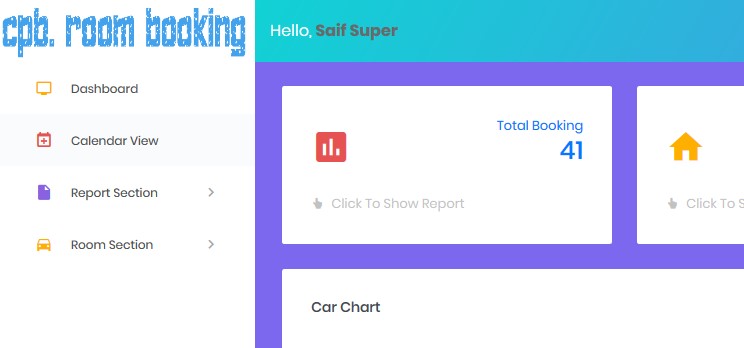 cpb. room booking
Hello, Saif Super
Dashboard
Calendar View
Report Section
Room Section
Total Booking
41
Click To Show Report
Click To S
Car Chart